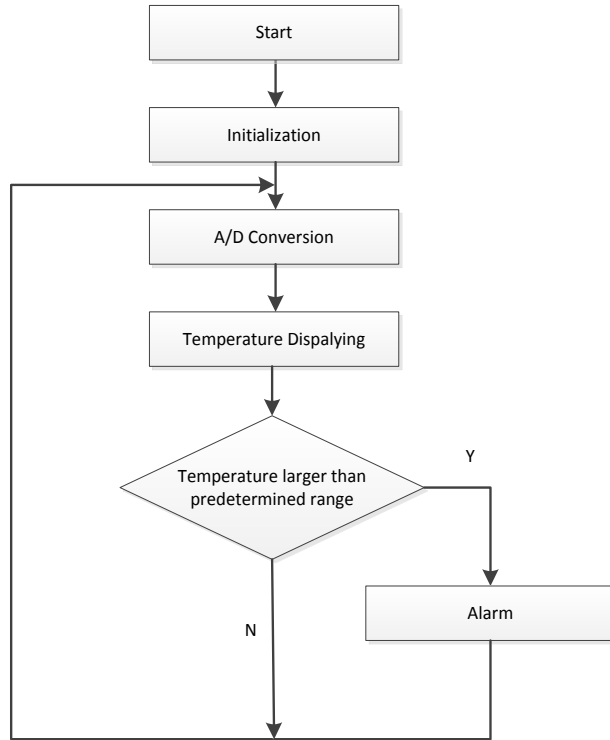 Start
Initialization
A/D Conversion
Temperature Dispalying
Temperature larger than
predetermined range
Y
N
Alarm